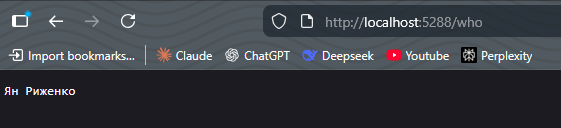 http://localhost:5288/who
Import bookmarks... Claude ChatGPT Deepseek Youtube Perplexity
Ян Риженко